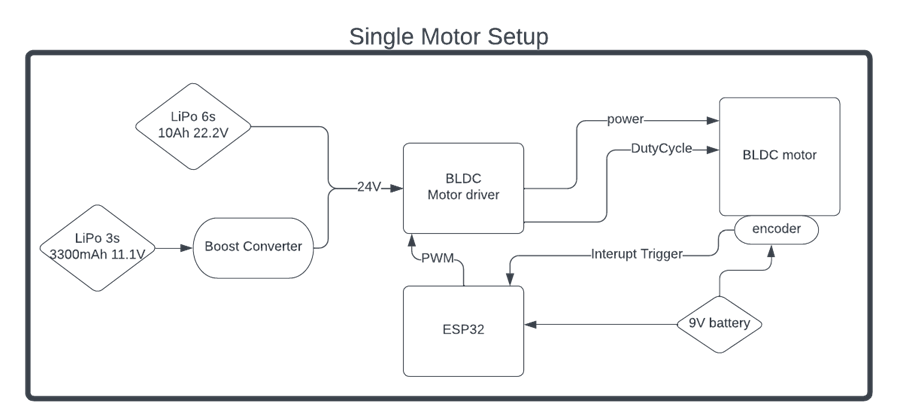 Single Motor Setup
LiPo 6s
10Ah 22.2V
LiPo 3s
3300mAh 11.1V
Boost Converter
24V
BLDC
Motor driver
power
DutyCycle
BLDC motor
encoder
Interupt Trigger
PWM
ESP32
9V battery